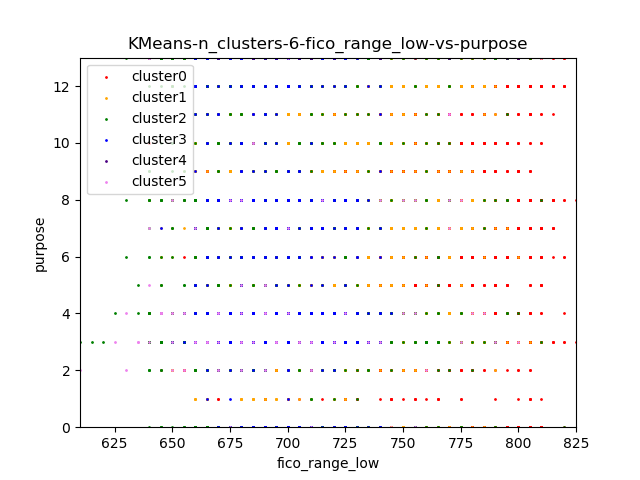 KMeans-n_clusters-6-fico_range_low-vs-purpose
cluster0
cluster1
cluster2
cluster3
cluster4
cluster5
12
10
8
6
4
2
0
purpose
625
650
675
700
725
750
775
800
825
fico_range_low